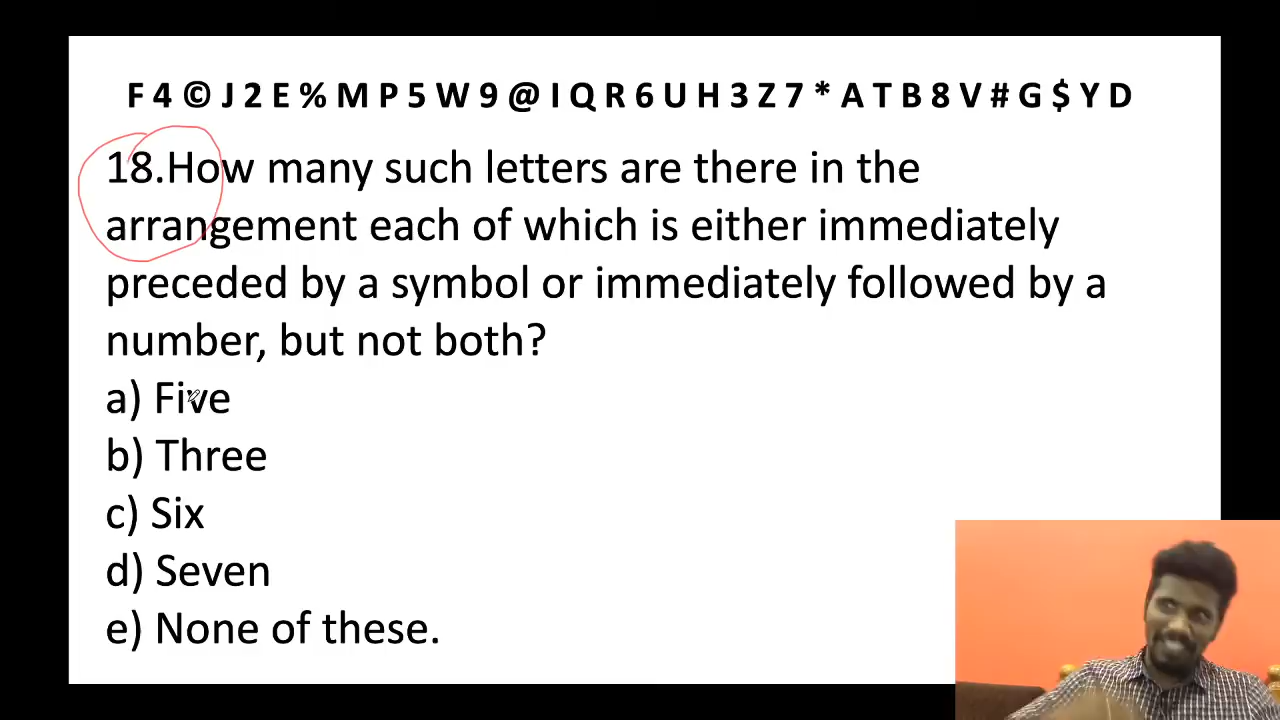 F 4 © J 2 E % M P 5 W 9 @ I Q R 6 U H 3 Z 7 * A T B 8 V # G $ Y D
18.How many such letters are there in the
arrangement each of which is either immediately
preceded by a symbol or immediately followed by a
number, but not both?
a) Five
b) Three
c) Six
d) Seven
e) None of these.